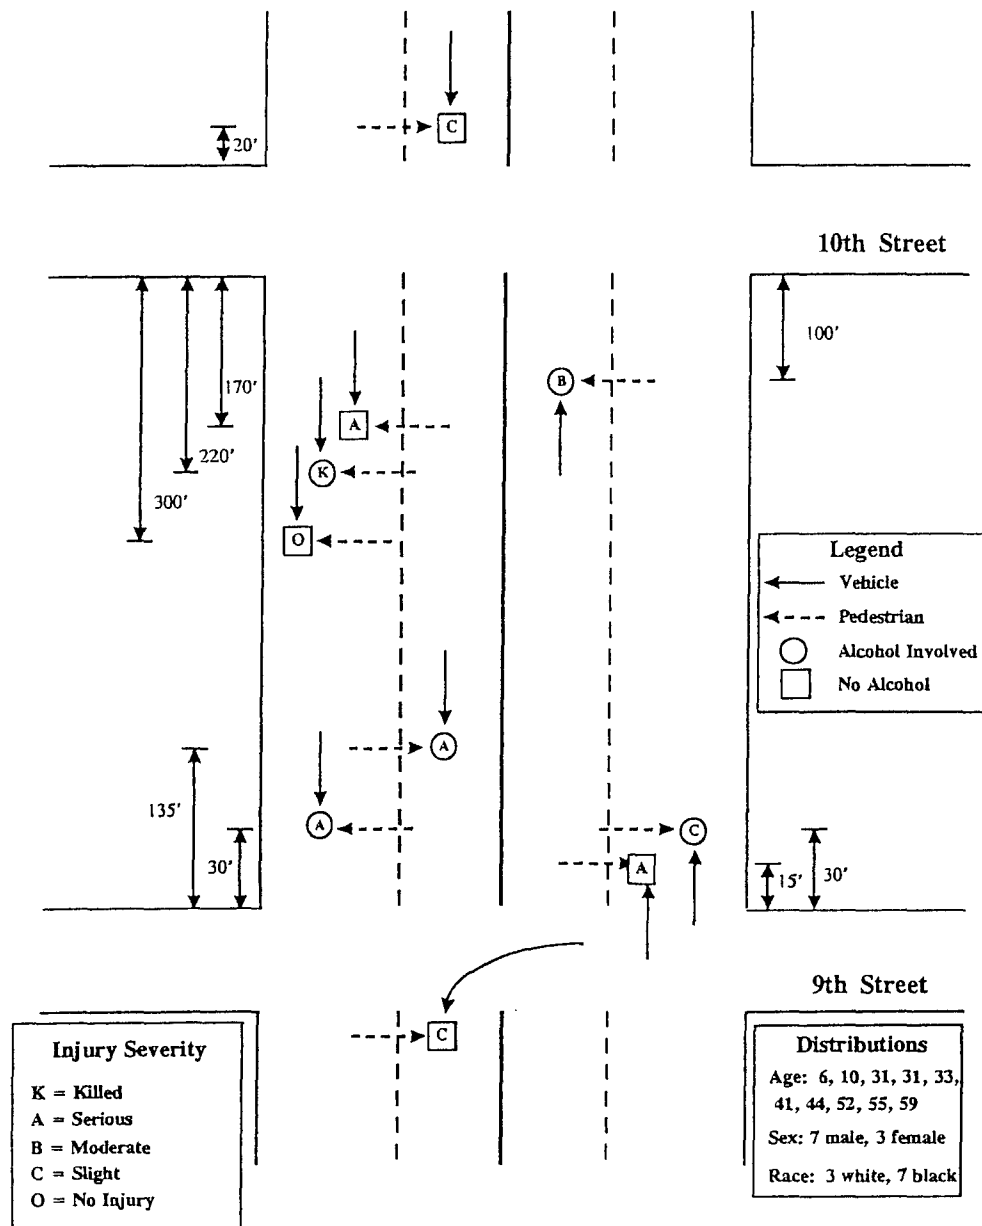 C
20'
10th Street
100'
170'
B
A
220'
K
300'
O
Legend
Vehicle
Pedestrian
Alcohol Involved
No Alcohol
A
135'
A
C
30'
A
15'
30'
9th Street
C
Injury Severity
K = Killed
A = Serious
B = Moderate
C = Slight
O = No Injury
Distributions
Age: 6, 10, 31, 31, 33,
41, 44, 52, 55, 59
Sex: 7 male, 3 female
Race: 3 white, 7 black